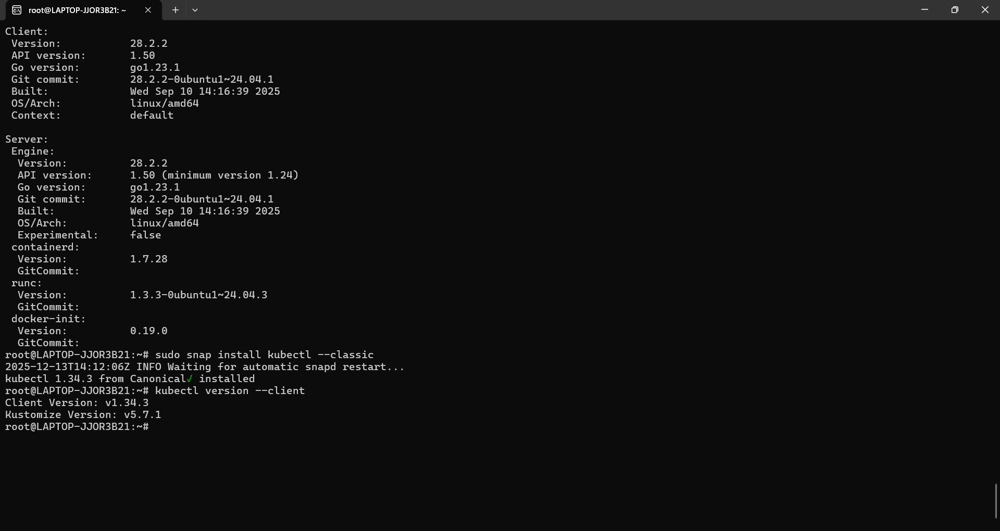 root@LAPTOP-JJOR3B21: ~
Client:
 Version:           28.2.2
 API version:       1.50
 Go version:        go1.23.1
 Git commit:        28.2.2-0ubuntu1~24.04.1
 Built:             Wed Sep 10 14:16:39 2025
 OS/Arch:           linux/amd64
 Context:           default

Server:
 Engine:
  Version:          28.2.2
  API version:      1.50 (minimum version 1.24)
  Go version:       go1.23.1
  Git commit:       28.2.2-0ubuntu1~24.04.1
  Built:            Wed Sep 10 14:16:39 2025
  OS/Arch:          linux/amd64
  Experimental:     false
 containerd:
  Version:          1.7.28
  GitCommit:
 runc:
  Version:          1.3.3-0ubuntu1~24.04.3
  GitCommit:
 docker-init:
  Version:          0.19.0
  GitCommit:
root@LAPTOP-JJOR3B21:~# sudo snap install kubectl --classic
2025-12-13T14:12:06Z INFO Waiting for automatic snapd restart...
kubectl 1.34.3 from Canonical✓ installed
root@LAPTOP-JJOR3B21:~# kubectl version --client
Client Version: v1.34.3
Kustomize Version: v5.7.1
root@LAPTOP-JJOR3B21:~#